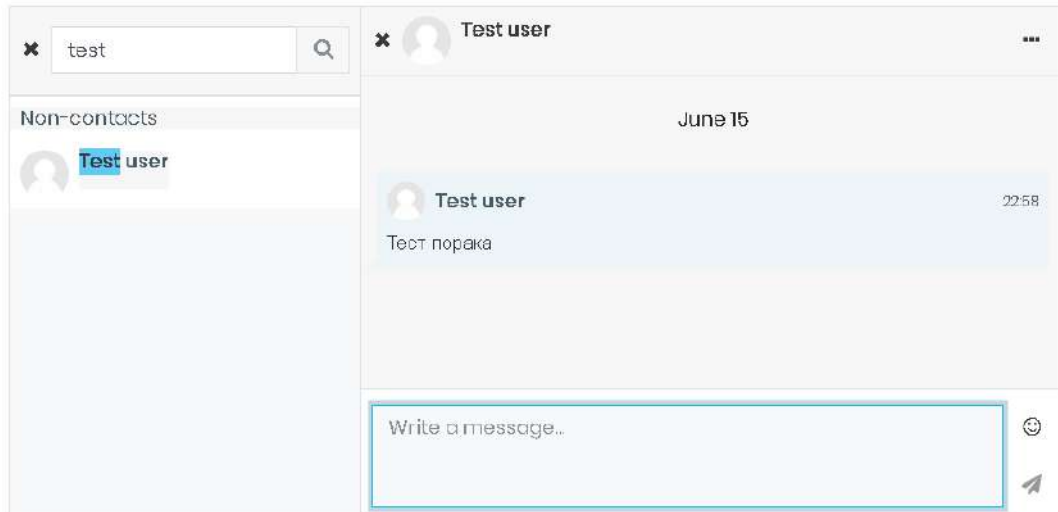 test
Non-contacts
Test user
Test user
June 15
Test user 22:58
Тест порака
Write a message...